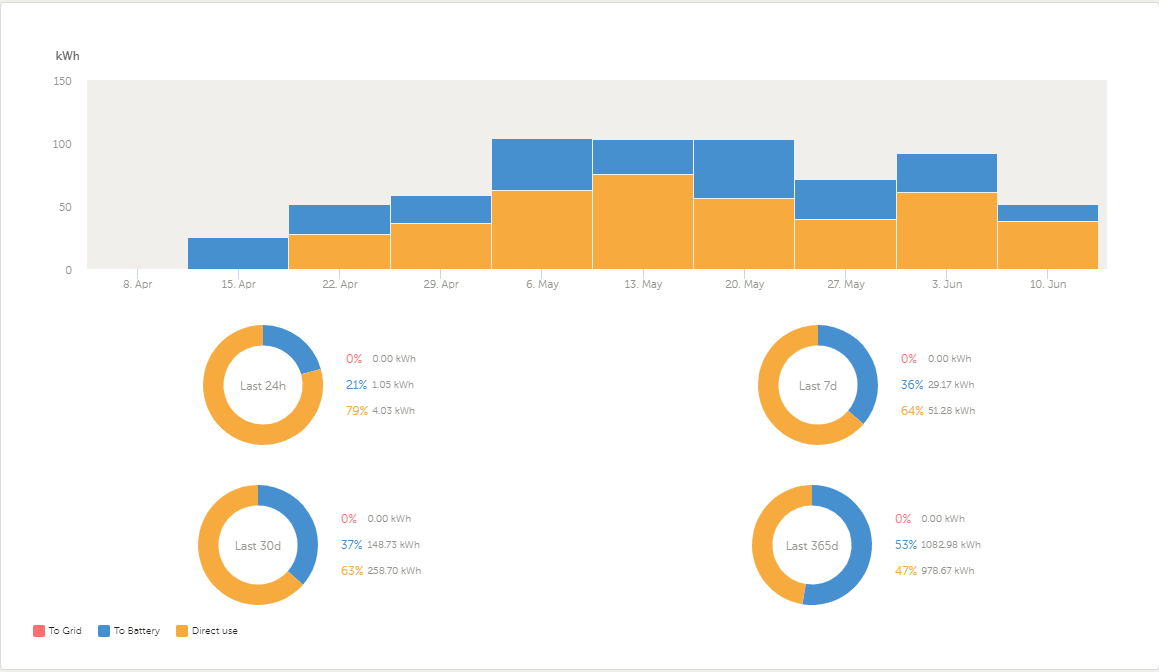 kWh
150
100
50
0
8. Apr 15. Apr 22. Apr 29. Apr 6. May 13. May 20. May 27. May 3. Jun 10. Jun
Last 24h
0% 0.00 kWh
21% 1.05 kWh
79% 4.03 kWh
Last 7d
0% 0.00 kWh
36% 29.17 kWh
64% 51.28 kWh
Last 30d
0% 0.00 kWh
37% 148.73 kWh
63% 258.70 kWh
Last 365d
0% 0.00 kWh
53% 1082.98 kWh
47% 978.67 kWh
To Grid To Battery Direct use